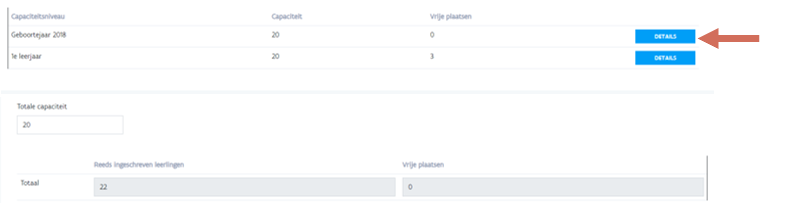 Capaciteitsniveau Capaciteit Vrije plaatsen
Geboortejaar 2018 20 0 DETAILS
1e leerjaar 20 3 DETAILS
Totale capaciteit
20
Reeds ingeschreven leerlingen Vrije plaatsen
Totaal 22 0